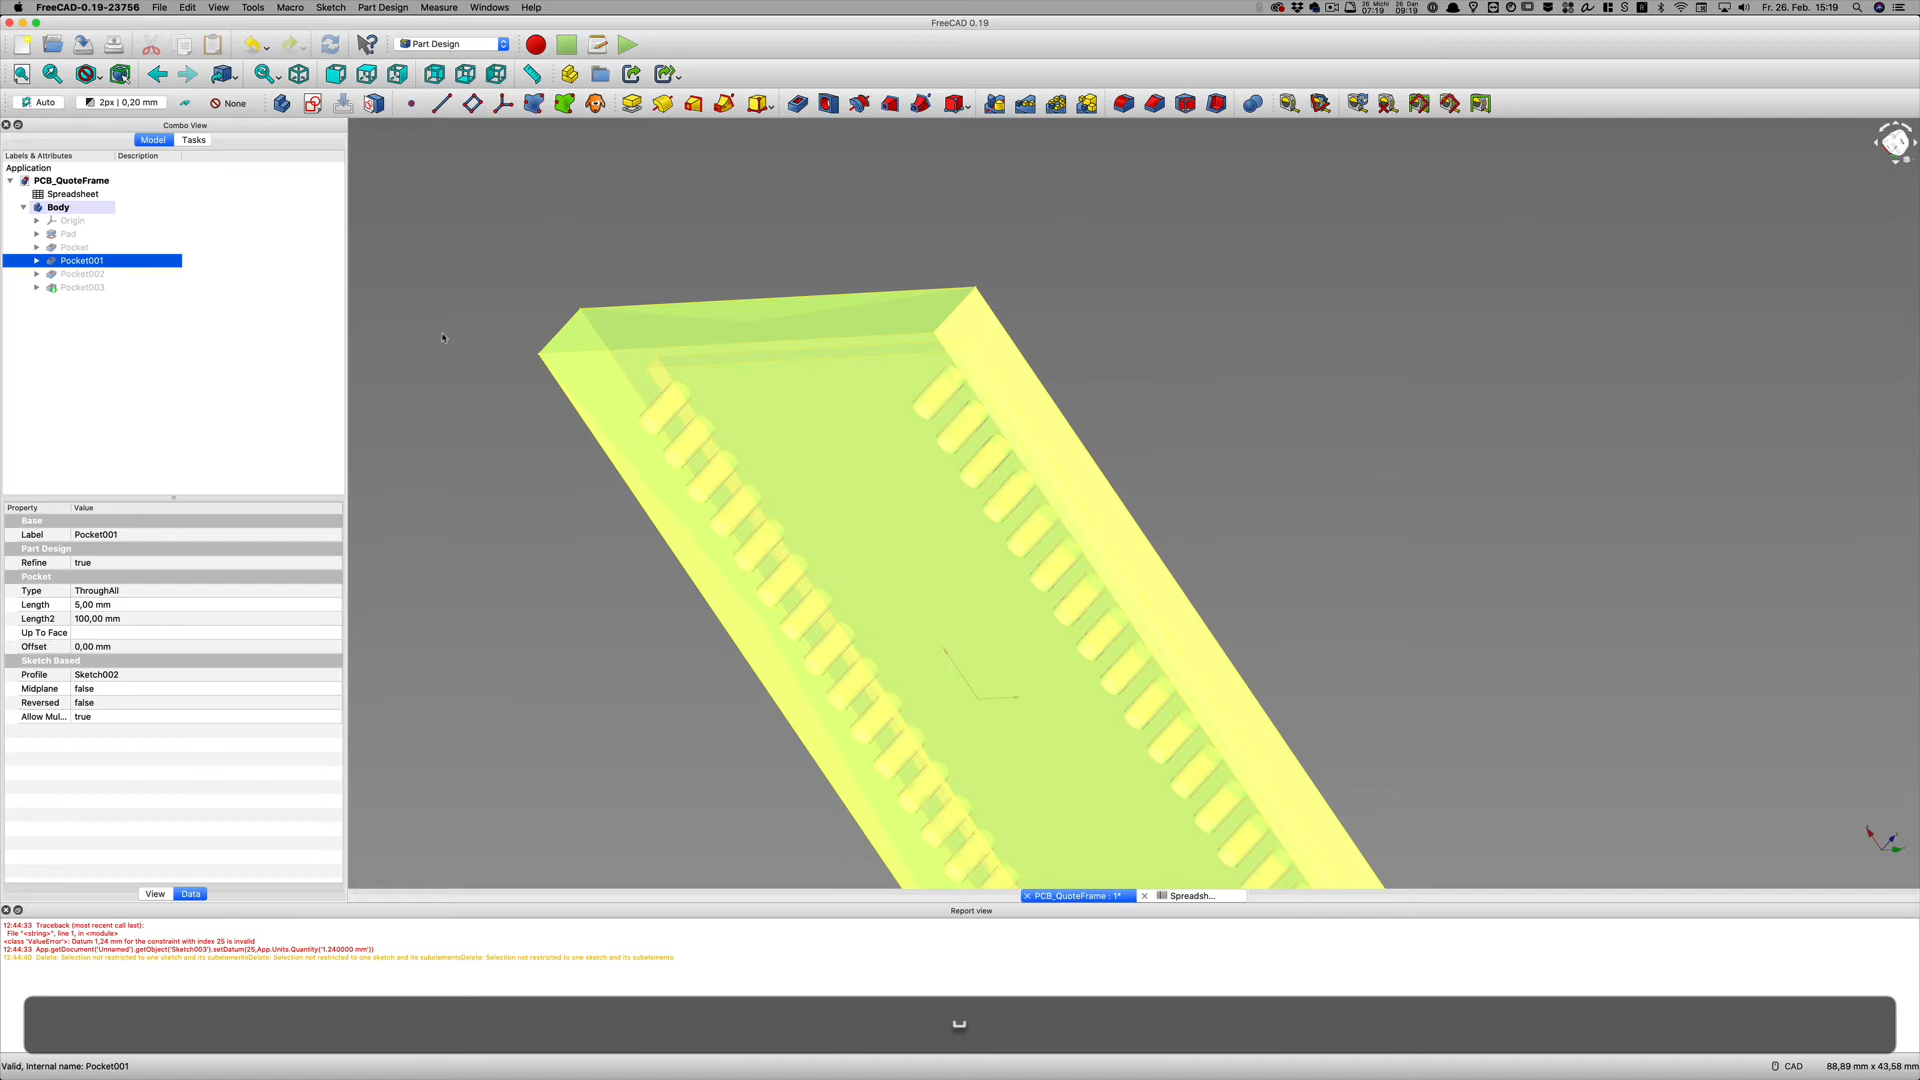 FreeCAD-0.19-23756 File Edit View Tools Macro Sketch Part Design Measure Windows Help
26 Michi 07:19 26 Dan 09:19 Fr. 26. Feb. 15:19
FreeCAD 0.19
Part Design
Auto 2px | 0,20 mm None
Combo View
Model Tasks
Labels & Attributes Description
Application
PCB_QuoteFrame
Spreadsheet
Body
Origin
Pad
Pocket
Pocket001
Pocket002
Pocket003
Property Value
Base
Label Pocket001
Part Design
Refine true
Pocket
Type ThroughAll
Length 5,00 mm
Length2 100,00 mm
Up To Face
Offset 0,00 mm
Sketch Based
Profile Sketch002
Midplane false
Reversed false
Allow Mul... true
View Data
PCB_QuoteFrame : 1* Spreadsh...
Report view
12:44:33 Traceback (most recent call last):
File "<string>", line 1, in <module>
<class 'ValueError'>: Datum 1,24 mm for the constraint with index 25 is invalid
12:44:33 App.getDocument('Unnamed').getObject('Sketch003').setDatum(25,App.Units.Quantity('1.240000 mm'))
12:44:40 Delete: Selection not restricted to one sketch and its subelementsDelete: Selection not restricted to one sketch and its subelementsDelete: Selection not restricted to one sketch and its subelements
Valid, Internal name: Pocket001
CAD 88,89 mm x 43,58 mm